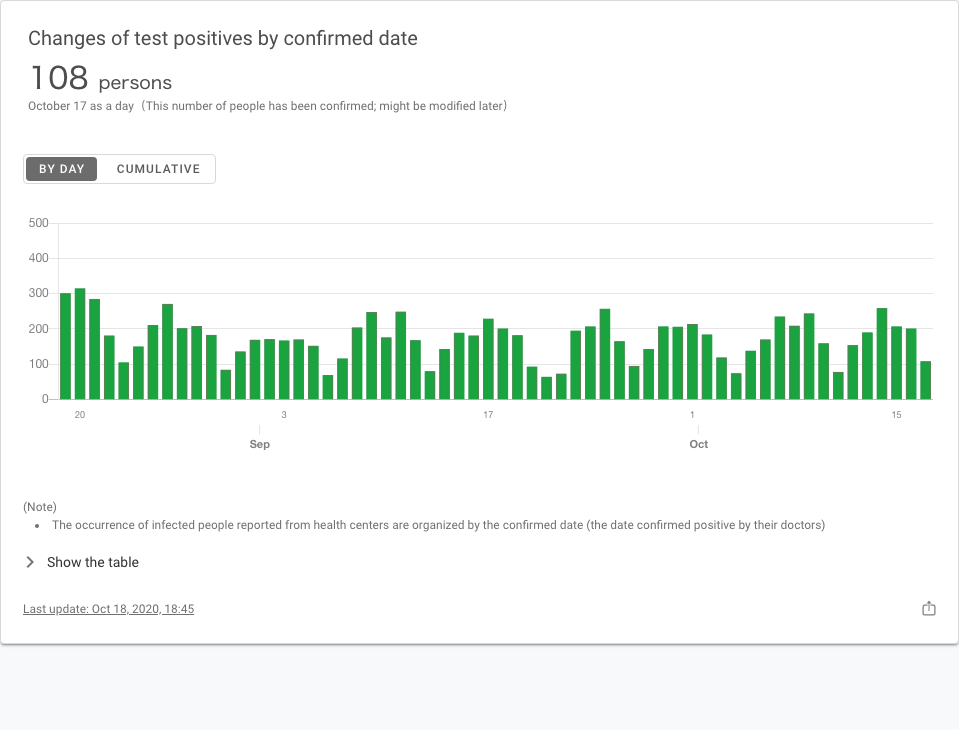 Changes of test positives by confirmed date
108 persons
October 17 as a day (This number of people has been confirmed; might be modified later)
BY DAY CUMULATIVE
500
400
300
200
100
0
20 3 17 1 15
Sep Oct
(Note)
• The occurrence of infected people reported from health centers are organized by the confirmed date (the date confirmed positive by their doctors)
Show the table
Last update: Oct 18, 2020, 18:45